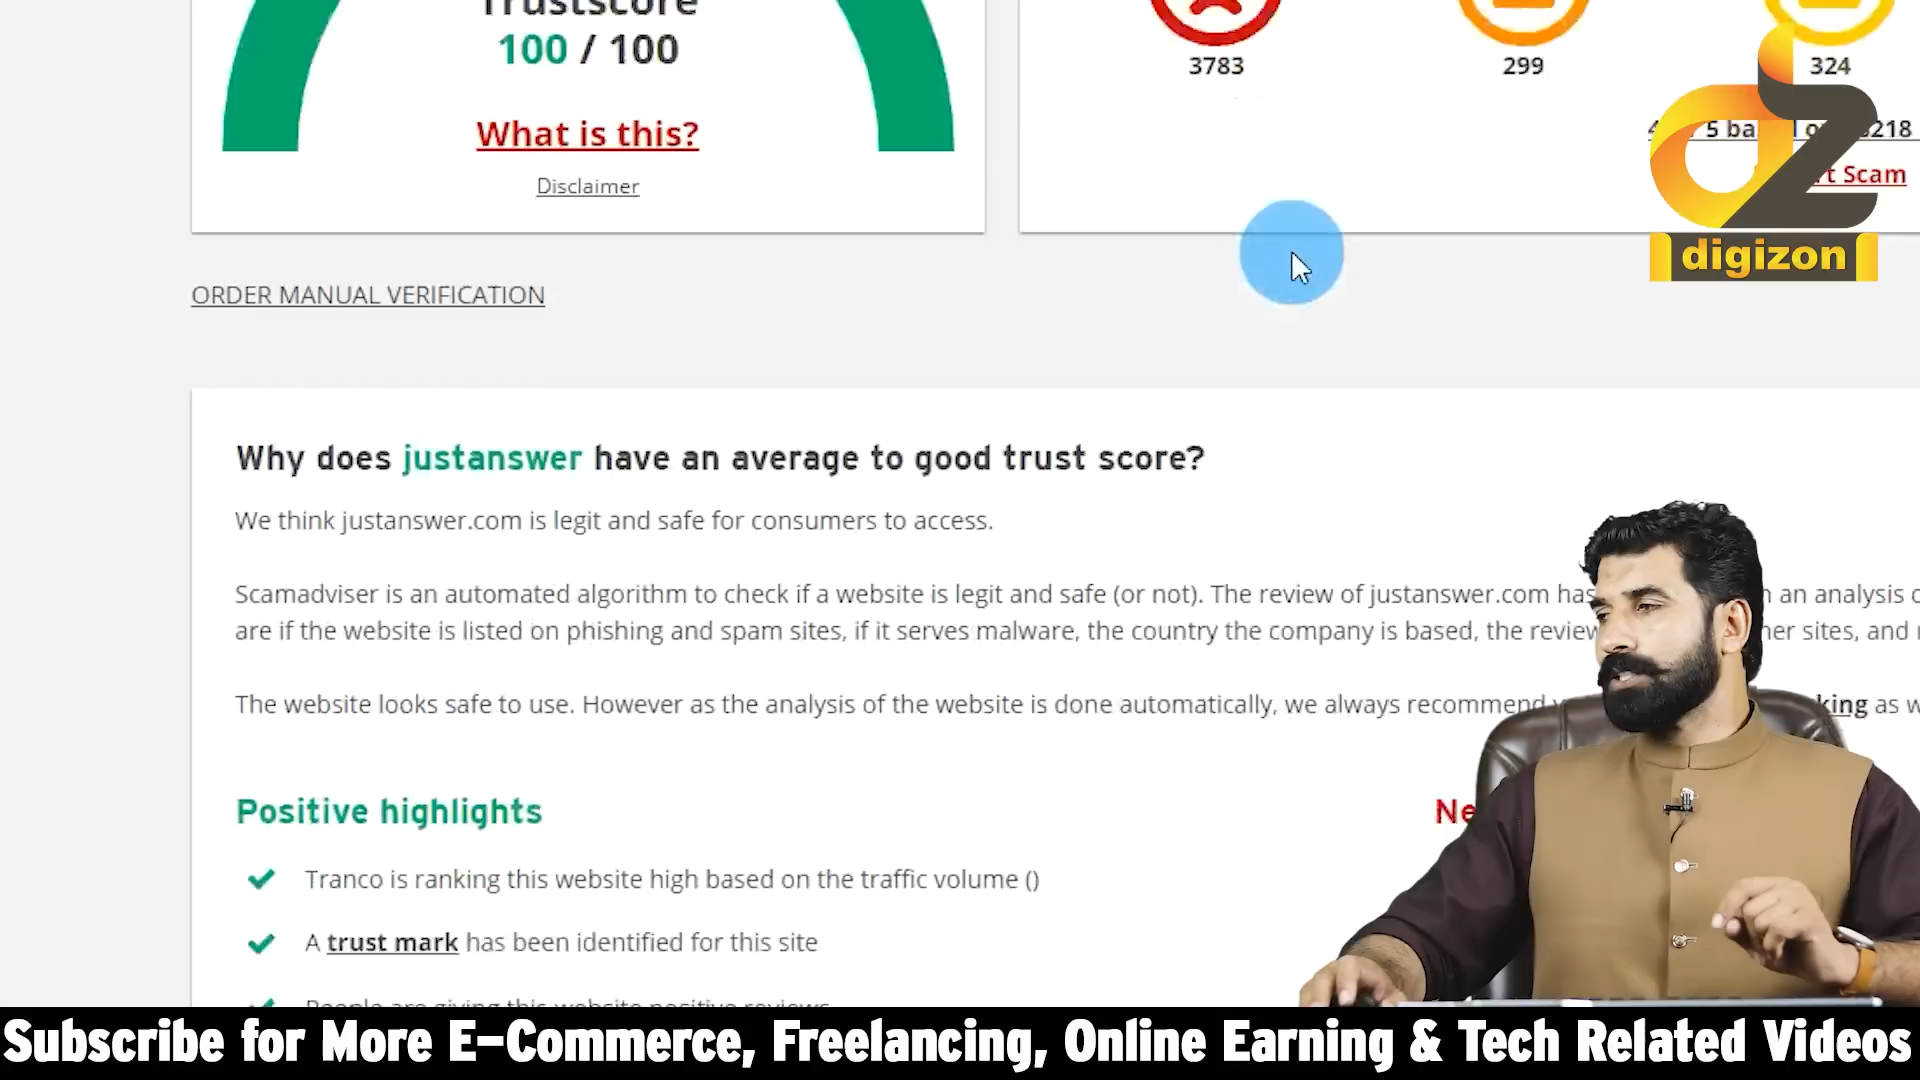 Trustscore
100 / 100
What is this?
Disclaimer
3783
299
324
5
218
Scam
digizon
ORDER MANUAL VERIFICATION
Why does justanswer have an average to good trust score?
We think justanswer.com is legit and safe for consumers to access.
Scamadviser is an automated algorithm to check if a website is legit and safe (or not). The review of justanswer.com has an analysis
are if the website is listed on phishing and spam sites, if it serves malware, the country the company is based, the sites, and
The website looks safe to use. However as the analysis of the website is done automatically, we always recommend as
Positive highlights
Tranco is ranking this website high based on the traffic volume ()
A trust mark has been identified for this site
People are giving this website positive reviews
Subscribe for More E-Commerce, Freelancing, Online Earning & Tech Related Videos